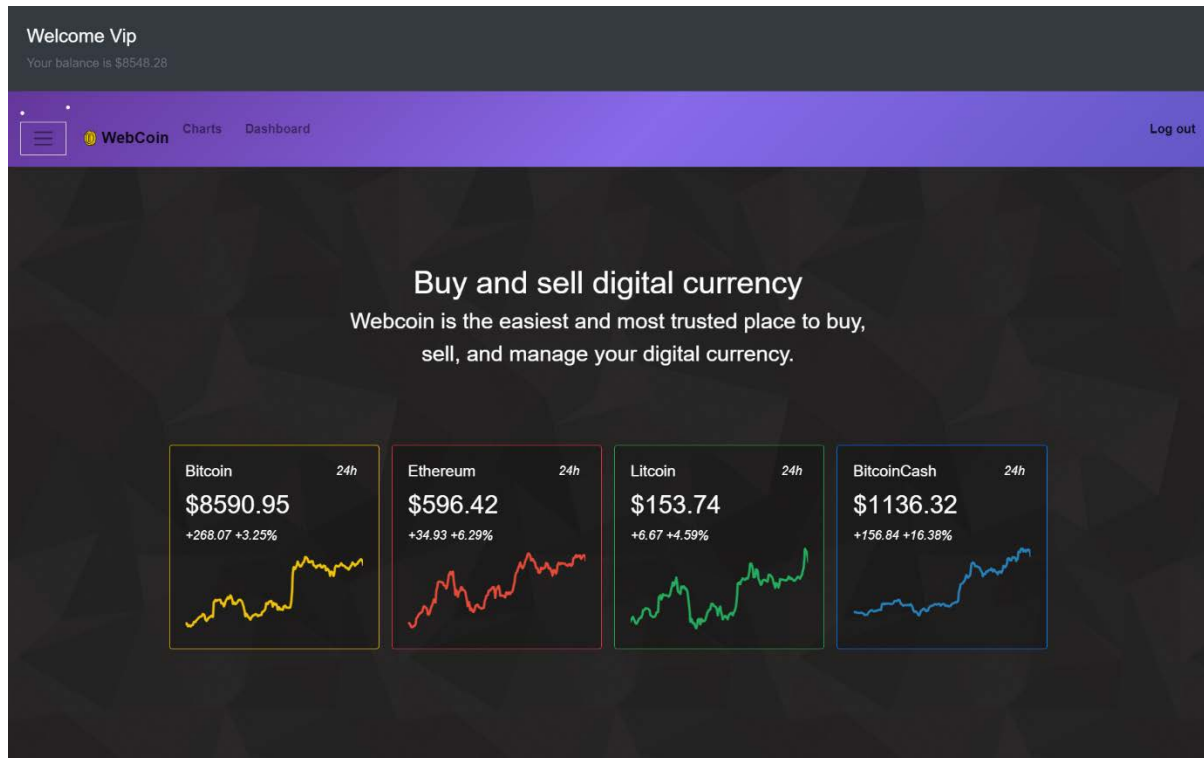 Welcome Vip
Your balance is $8548.28
WebCoin Charts Dashboard Log out
Buy and sell digital currency
Webcoin is the easiest and most trusted place to buy,
sell, and manage your digital currency.
Bitcoin 24h
$8590.95
+268.07 +3.25%
Ethereum 24h
$596.42
+34.93 +6.29%
Litcoin 24h
$153.74
+6.67 +4.59%
BitcoinCash 24h
$1136.32
+156.84 +16.38%